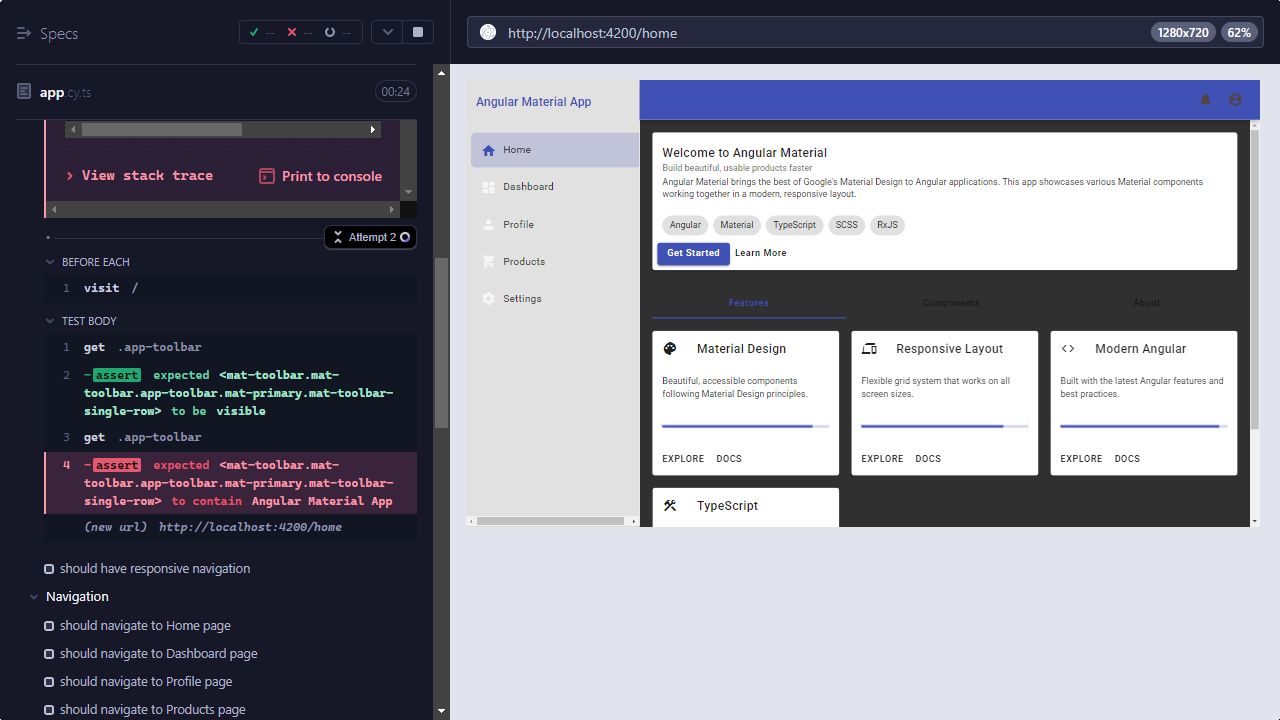 Specs
--
--
--
app.cy.ts
00:24
View stack trace
Print to console
Attempt 2
BEFORE EACH
1 visit /
TEST BODY
1 get .app-toolbar
2 -assert expected <mat-toolbar.mat-
toolbar.app-toolbar.mat-primary.mat-toolbar-
single-row> to be visible
3 get .app-toolbar
4 -assert expected <mat-toolbar.mat-
toolbar.app-toolbar.mat-primary.mat-toolbar-
single-row> to contain Angular Material App
(new url) http://localhost:4200/home
should have responsive navigation
Navigation
should navigate to Home page
should navigate to Dashboard page
should navigate to Profile page
should navigate to Products page
http://localhost:4200/home
1280x720
62%
Angular Material App
Home
Dashboard
Profile
Products
Settings
Welcome to Angular Material
Build beautiful, usable products faster
Angular Material brings the best of Google's Material Design to Angular applications. This app showcases various Material components
working together in a modern, responsive layout.
Angular
Material
TypeScript
SCSS
RxJS
Get Started
Learn More
Features
Components
About
Material Design
Beautiful, accessible components
following Material Design principles.
EXPLORE DOCS
Responsive Layout
Flexible grid system that works on all
screen sizes.
EXPLORE DOCS
Modern Angular
Built with the latest Angular features and
best practices.
EXPLORE DOCS
TypeScript